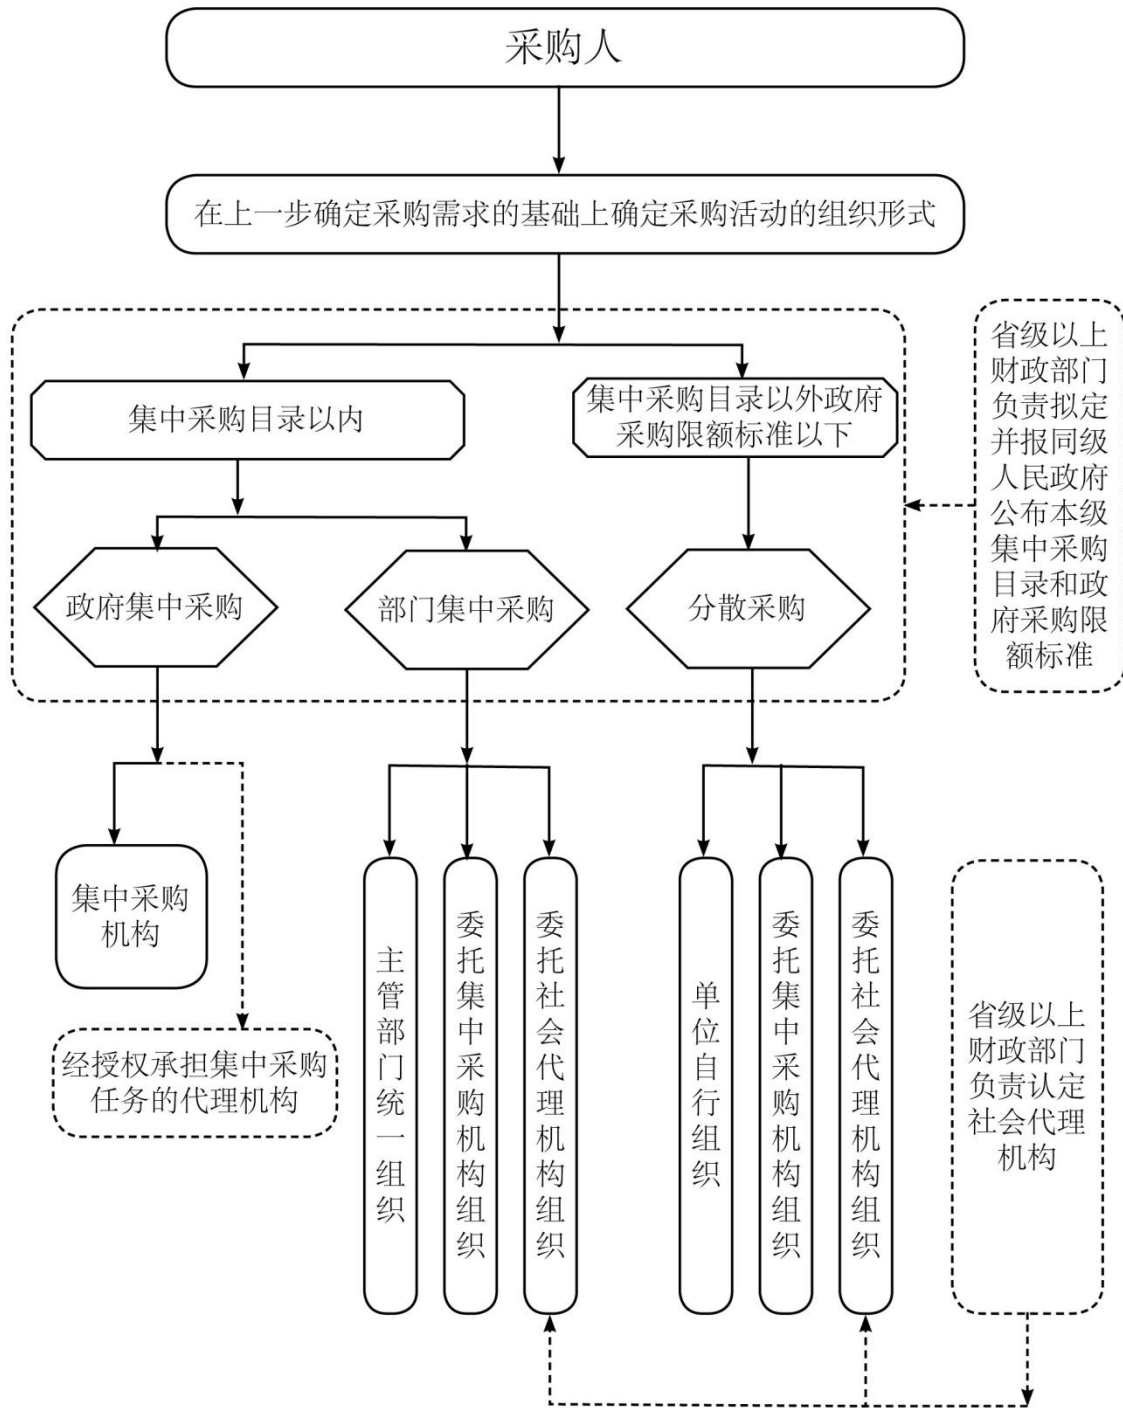 采购人
在上一步确定采购需求的基础上确定采购活动的组织形式
集中采购目录以内
集中采购目录以外政府
采购限额标准以下
省级以上
财政部门
负责拟定
并报同级
人民政府
公布本级
集中采购
目录和政
府采购限
额标准
政府集中采购
部门集中采购
分散采购
集中采购
机构
经授权承担集中采购
任务的代理机构
主管部门统一组织
委托集中采购机构组织
委托社会代理机构组织
单位自行组织
委托集中采购机构组织
委托社会代理机构组织
省级以上
财政部门
负责认定
社会代理
机构